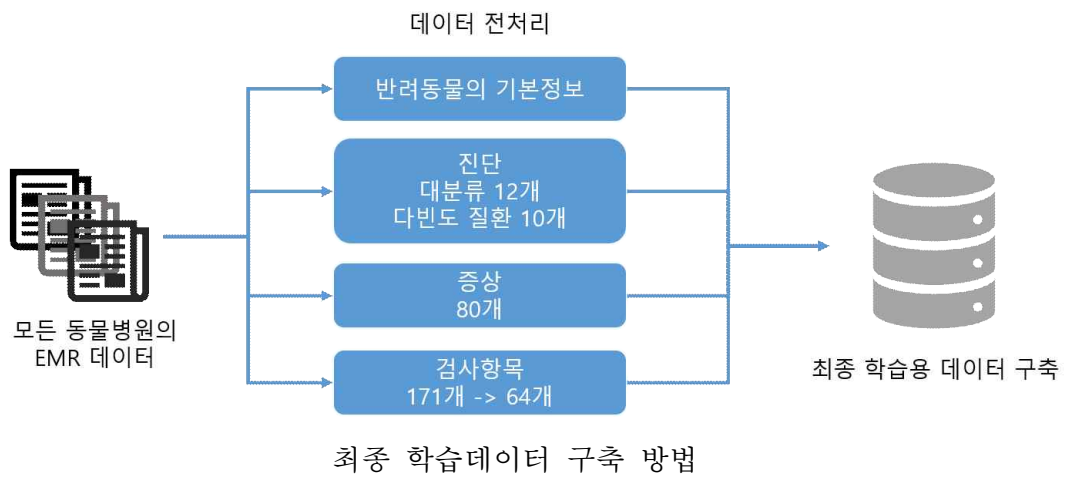 데이터 전처리
반려동물의 기본정보
진단
대분류 12개
다빈도 질환 10개
증상
80개
검사항목
171개 -> 64개
모든 동물병원의
EMR 데이터
최종 학습용 데이터 구축
최종 학습데이터 구축 방법